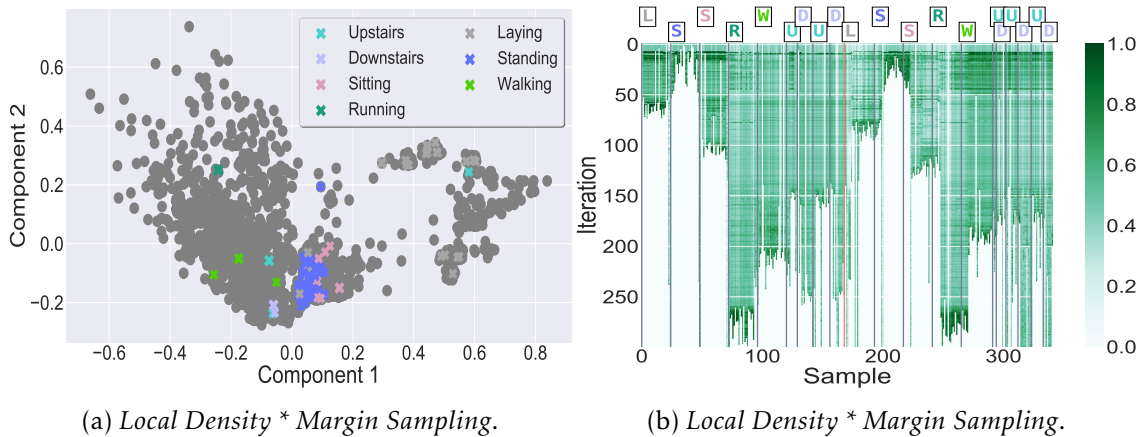 Upstairs
Downstairs
Sitting
Running
Laying
Standing
Walking
Component 2
0.6
0.4
0.2
0.0
−0.2
−0.6 −0.4 −0.2 0.0 0.2 0.4 0.6 0.8
Component 1
(a) Local Density * Margin Sampling.
L S W D D S R U U U
S R U U L S W D D D
Iteration
0
50
100
150
200
250
0 100 200 300
Sample
1.0
0.8
0.6
0.4
0.2
0.0
(b) Local Density * Margin Sampling.